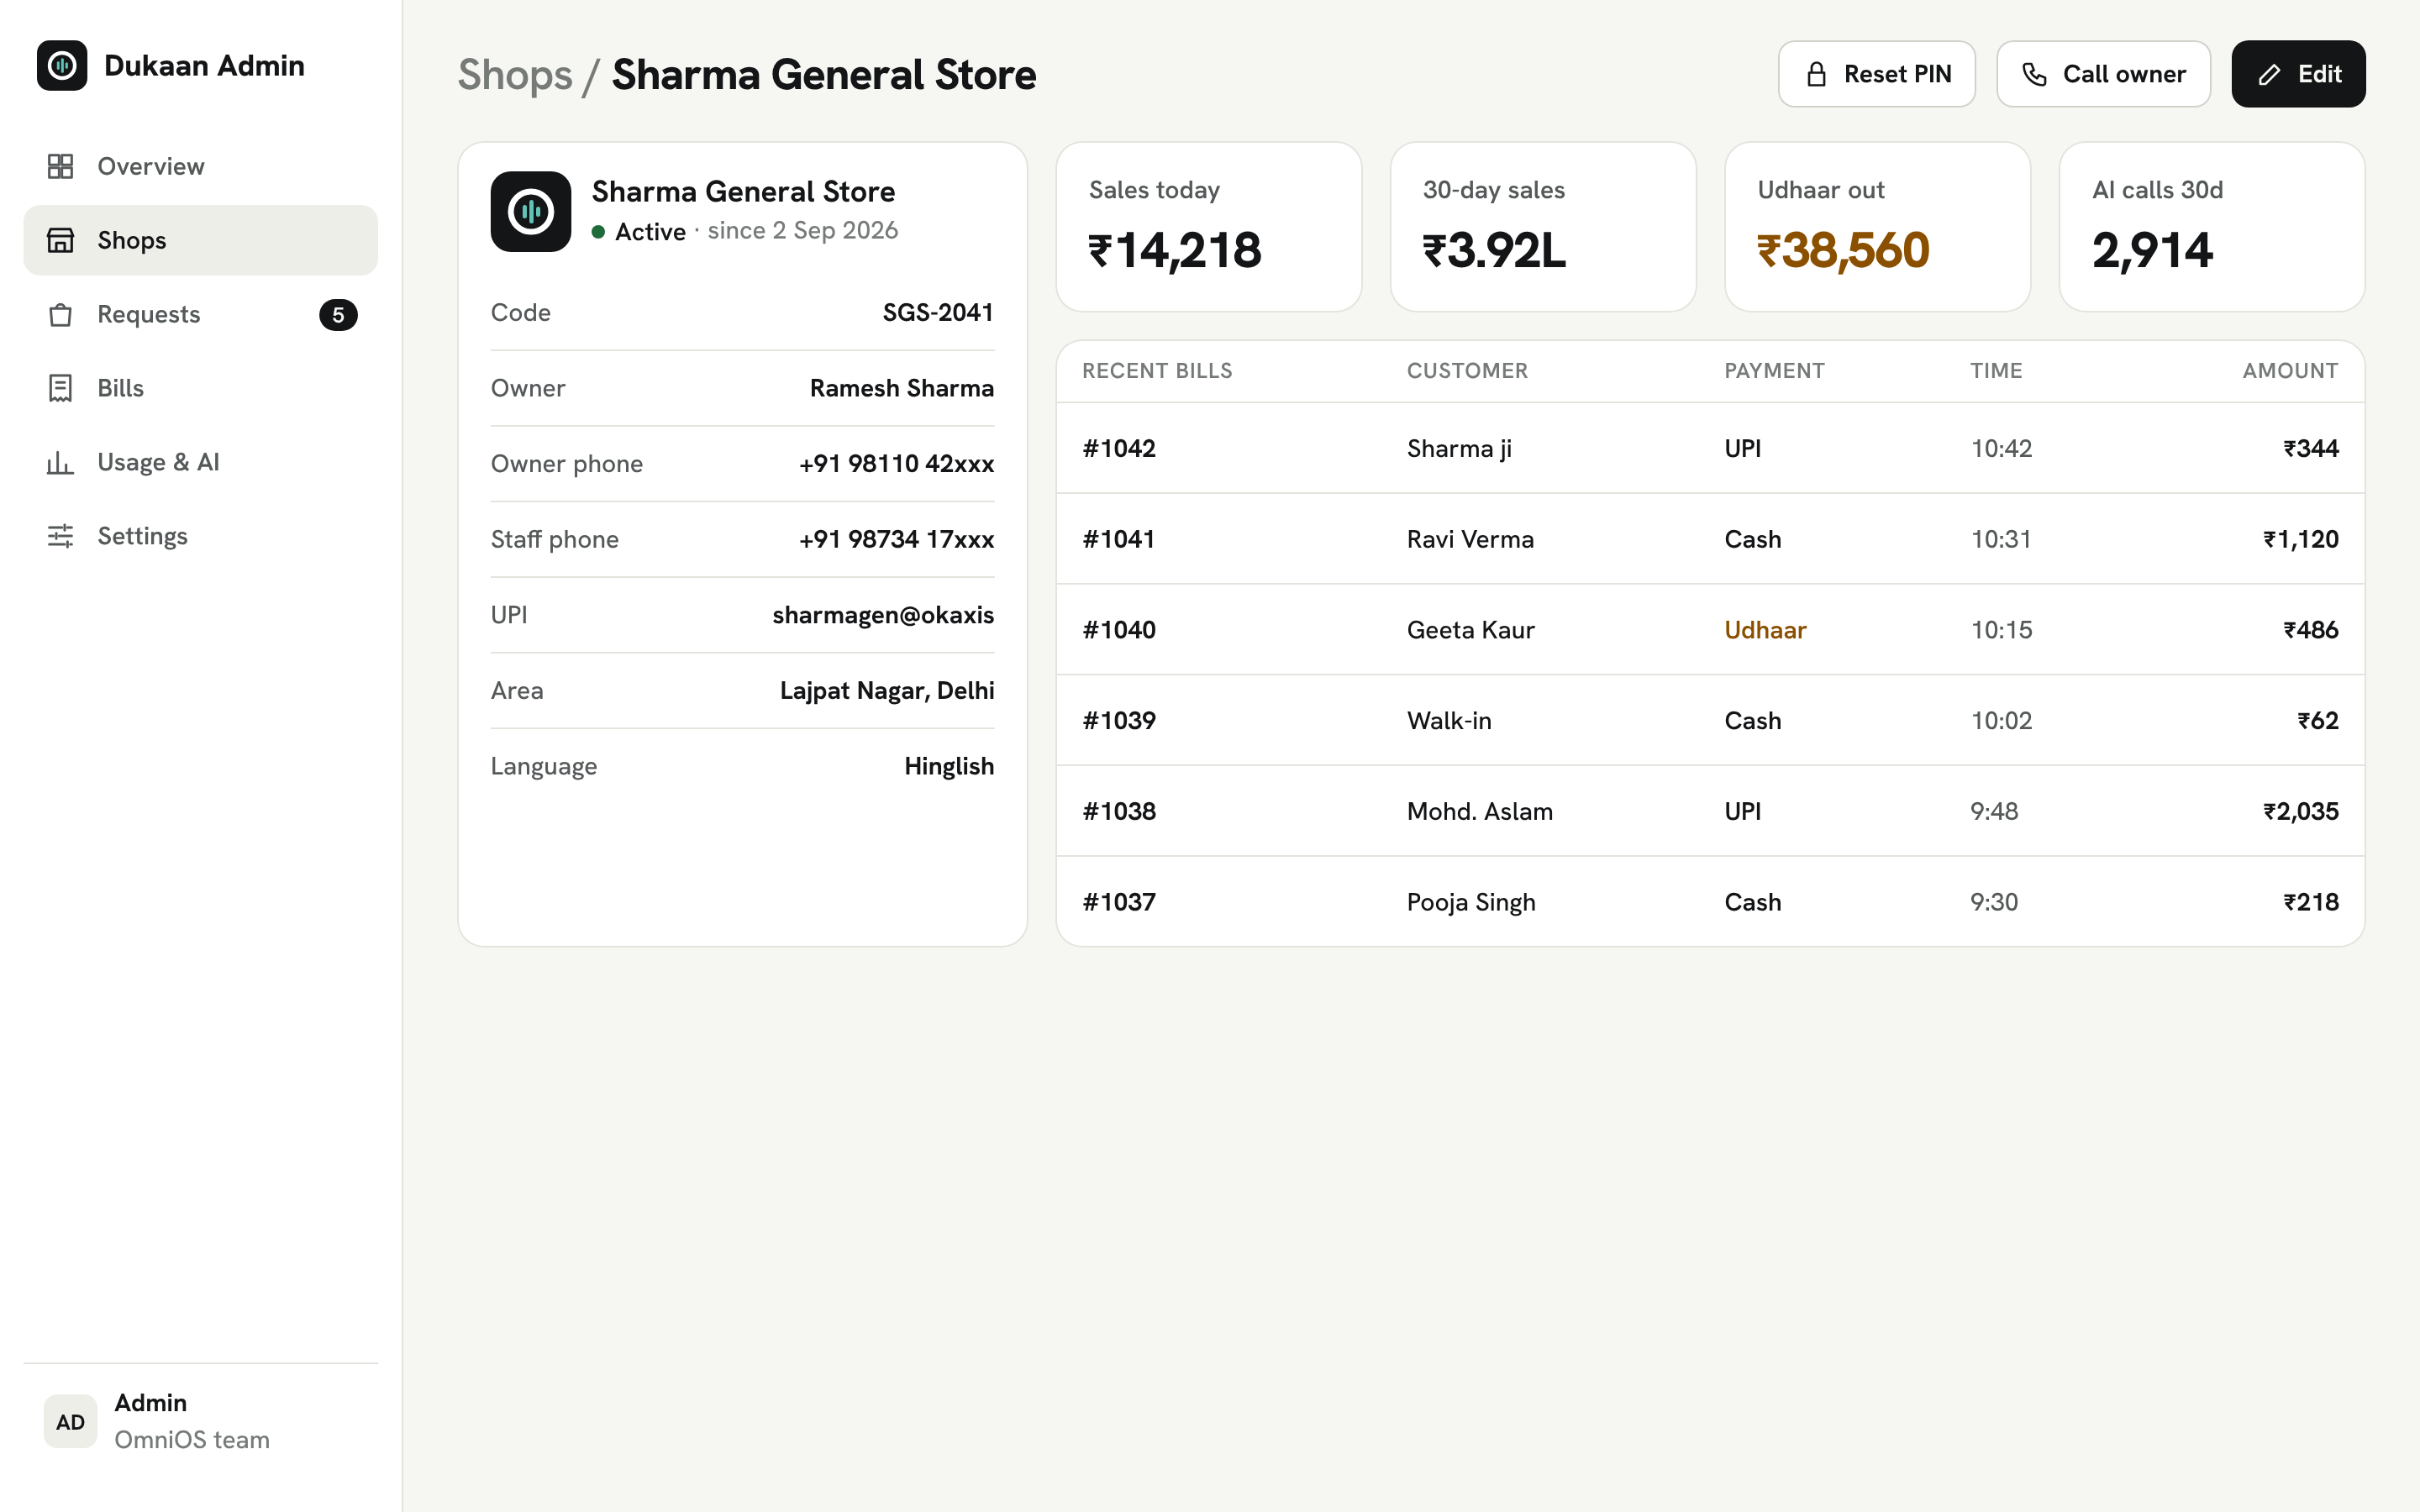 Dukaan Admin
Overview
Shops
Requests 5
Bills
Usage & AI
Settings
AD
Admin
OmniOS team
Shops / Sharma General Store
Reset PIN
Call owner
Edit
Sharma General Store
Active · since 2 Sep 2026
Code SGS-2041
Owner Ramesh Sharma
Owner phone +91 98110 42xxx
Staff phone +91 98734 17xxx
UPI sharmagen@okaxis
Area Lajpat Nagar, Delhi
Language Hinglish
Sales today
₹14,218
30-day sales
₹3.92L
Udhaar out
₹38,560
AI calls 30d
2,914
RECENT BILLS CUSTOMER PAYMENT TIME AMOUNT
#1042 Sharma ji UPI 10:42 ₹344
#1041 Ravi Verma Cash 10:31 ₹1,120
#1040 Geeta Kaur Udhaar 10:15 ₹486
#1039 Walk-in Cash 10:02 ₹62
#1038 Mohd. Aslam UPI 9:48 ₹2,035
#1037 Pooja Singh Cash 9:30 ₹218